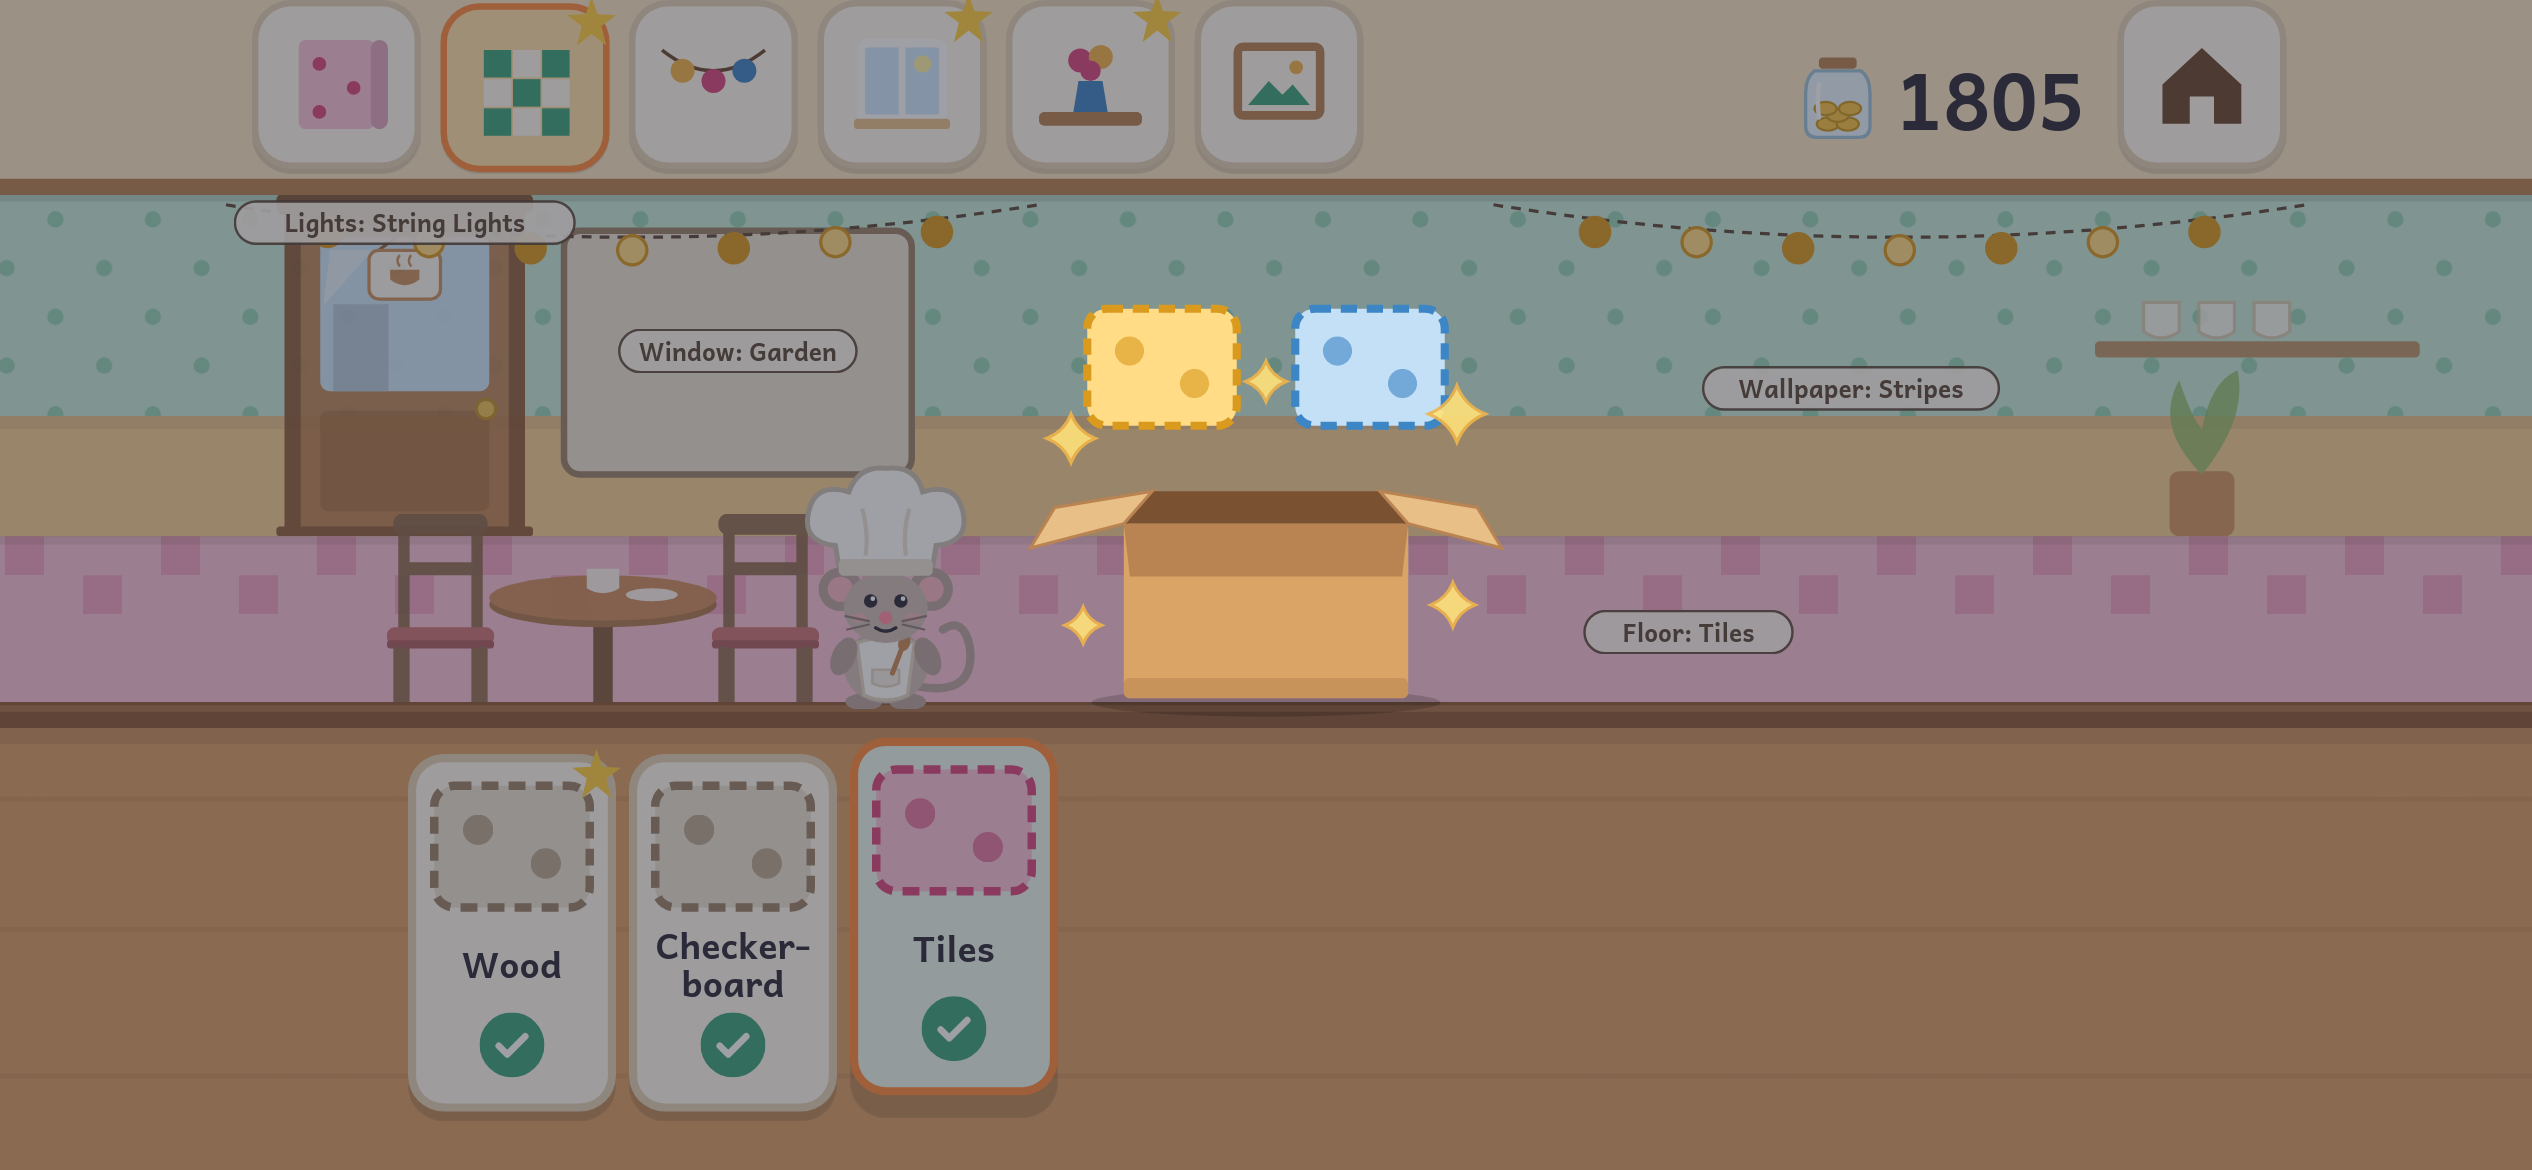 1805
Lights: String Lights
Window: Garden
Wallpaper: Stripes
Floor: Tiles
Wood
Checker-
board
Tiles